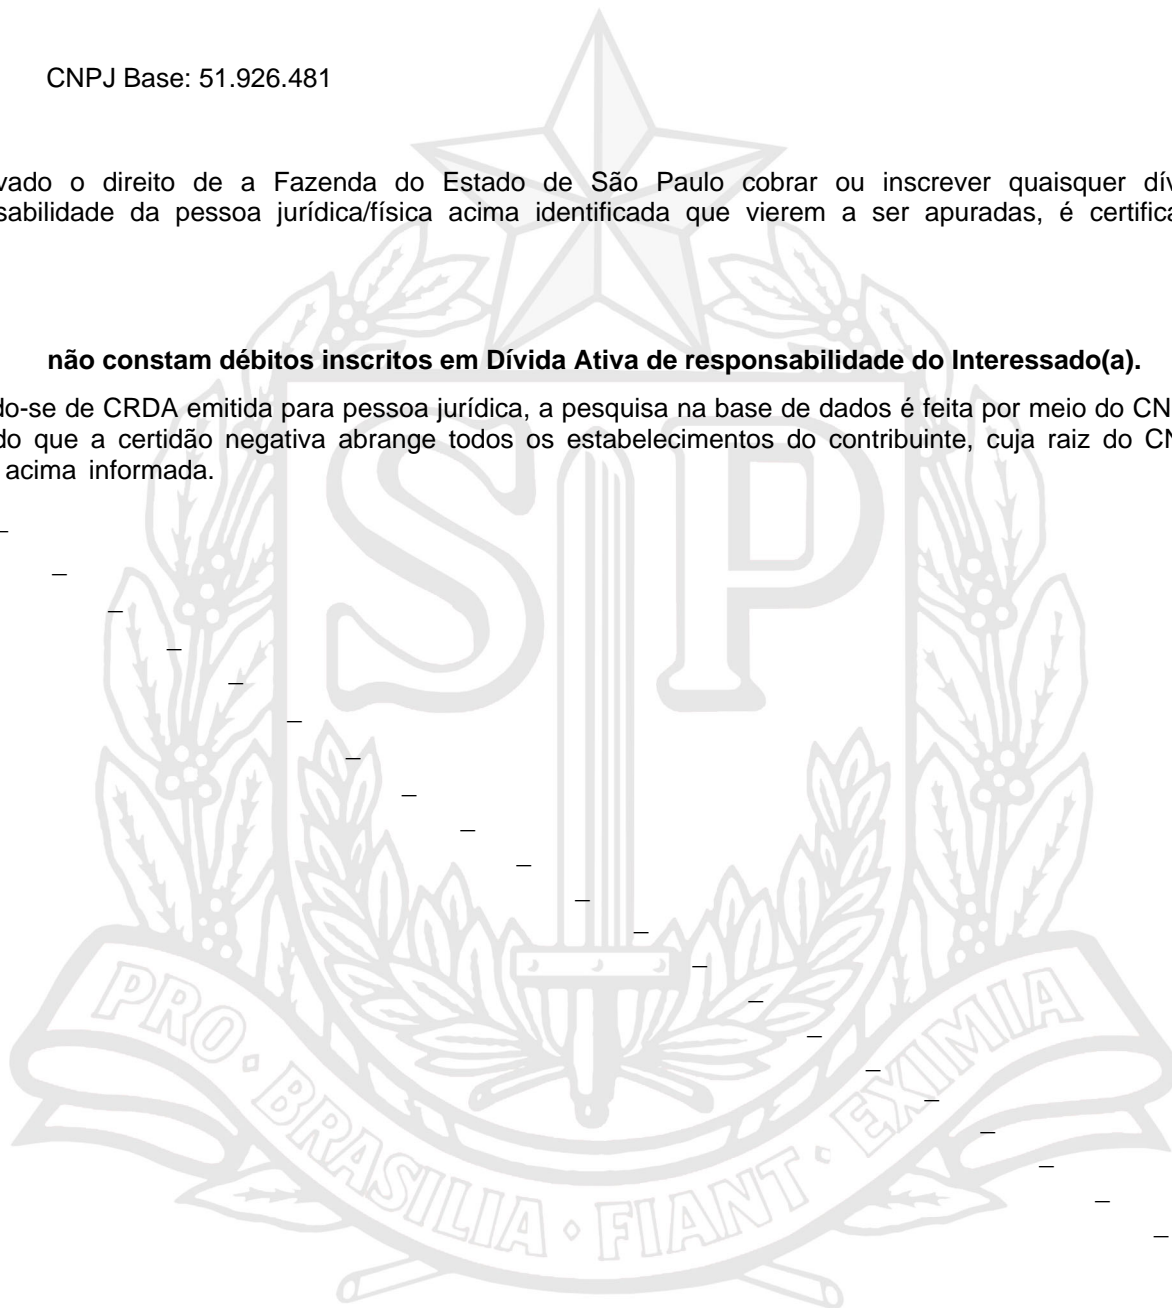 CNPJ Base: 51.926.481
vado o direito de a Fazenda do Estado de São Paulo cobrar ou inscrever quaisquer dív
sabilidade da pessoa jurídica/física acima identificada que vierem a ser apuradas, é certifica
não constam débitos inscritos em Dívida Ativa de responsabilidade do Interessado(a).
do-se de CRDA emitida para pessoa jurídica, a pesquisa na base de dados é feita por meio do CN
do que a certidão negativa abrange todos os estabelecimentos do contribuinte, cuja raiz do CN
acima informada.
SP
PRO · BRASILIA · FIANT · EXIMIA